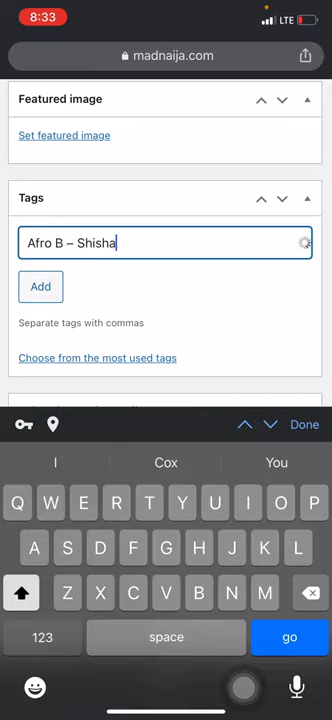 8:33
LTE
madnaija.com
Featured image
Set featured image
Tags
Afro B – Shisha
Add
Separate tags with commas
Choose from the most used tags
Done
I Cox You
Q W E R T Y U I O P
A S D F G H J K L
Z X C V B N M
123 space go